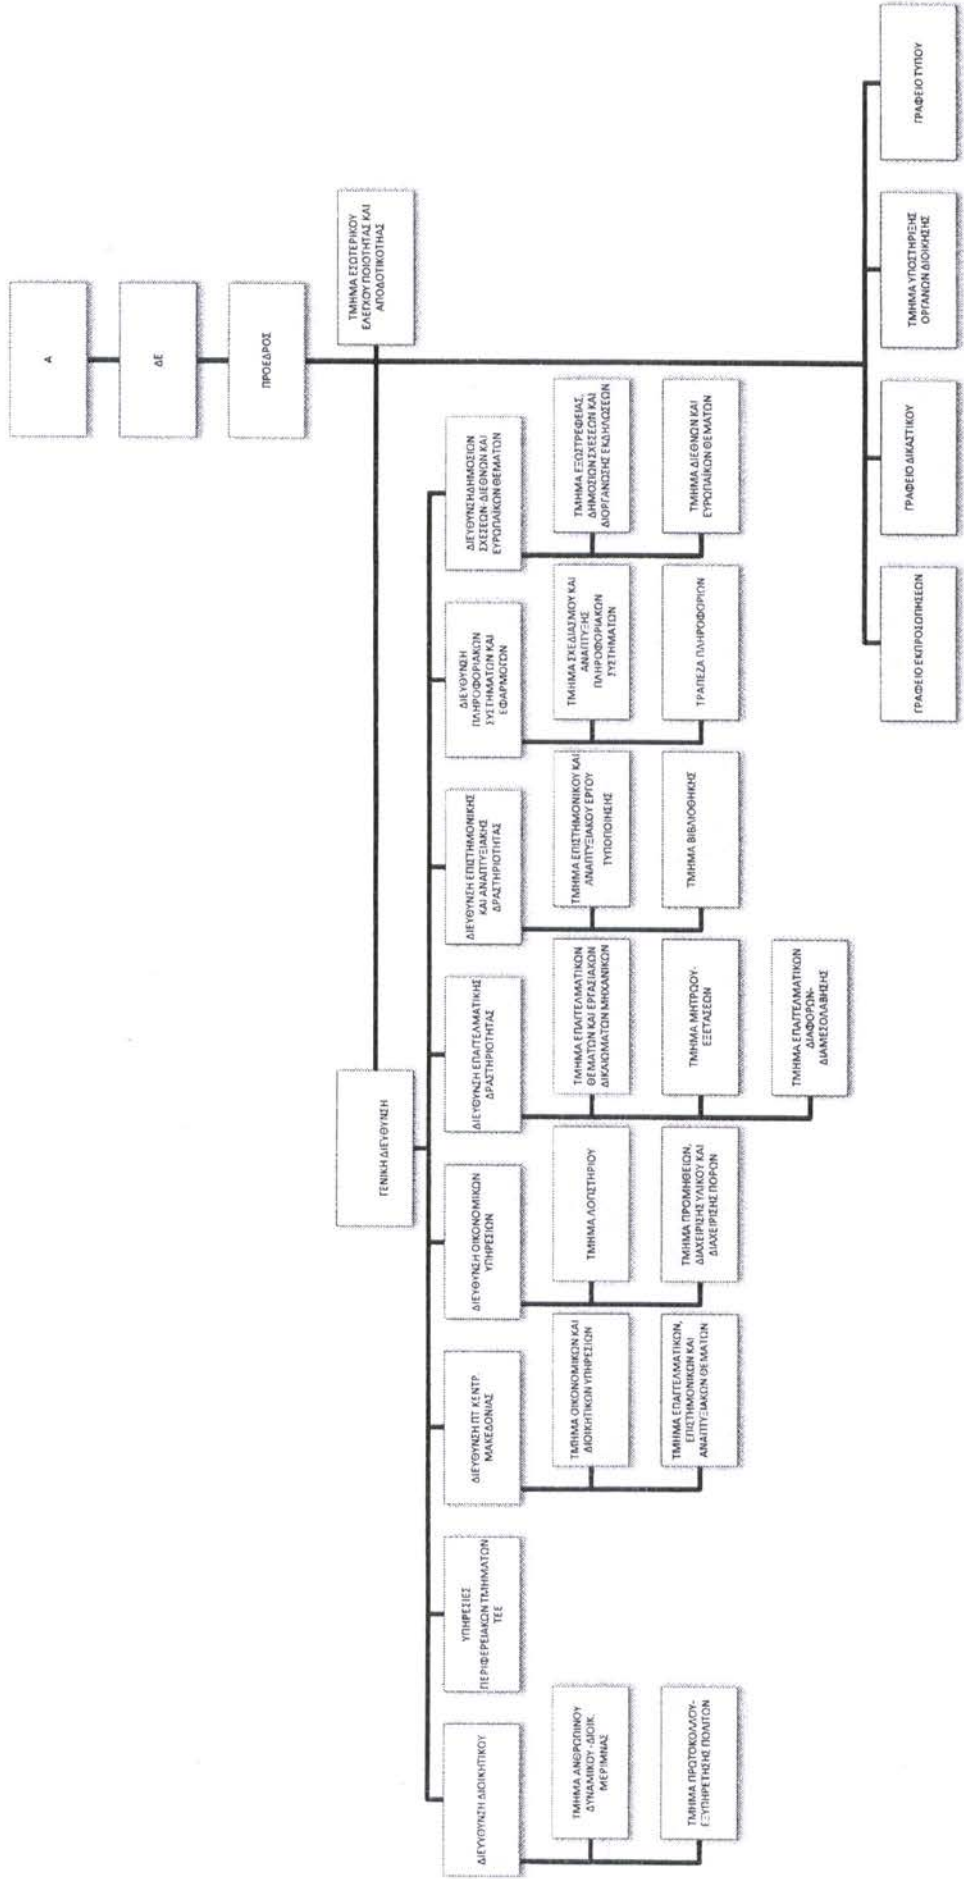 Α
ΔΕ
ΠΡΟΕΔΡΟΣ
ΤΜΗΜΑ ΕΣΩΤΕΡΙΚΟΥ
ΕΛΕΓΧΟΥ ΠΟΙΟΤΗΤΑΣ ΚΑΙ
ΑΠΟΔΟΤΙΚΟΤΗΑΣ
ΓΕΝΙΚΗ ΔΙΕΥΘΥΝΣΗ
ΔΙΕΥΥΘΥΝΣΗ ΔΙΟΙΚΗΤΙΚΟΥ
ΤΜΗΜΑ ΑΝΘΡΩΠΙΝΟΥ
ΔΥΝΑΜΙΚΟΥ -ΔΙΟΙΚ.
ΜΕΡΙΜΝΑΣ
ΤΜΗΜΑ ΠΡΩΤΟΚΟΛΛΟΥ-
ΕΞΥΠΗΡΕΤΗΣΗΣ ΠΟΛΙΤΩΝ
ΥΠΗΡΕΣΙΕΣ
ΠΕΡΙΦΕΡΕΙΑΚΩΝ ΤΜΗΜΑΤΩΝ
ΤΕΕ
ΔΙΕΥΘΥΝΣΗ ΠΤ ΚΕΝΤΡ.
ΜΑΚΕΔΟΝΙΑΣ
ΤΜΗΜΑ ΟΙΚΟΝΟΜΙΚΩΝ ΚΑΙ
ΔΙΟΙΚΗΤΙΚΩΝ ΥΠΗΡΕΣΙΩΝ
ΤΜΗΜΑ ΕΠΑΓΓΕΛΜΑΤΙΚΩΝ,
ΕΠΙΣΤΗΜΟΝΙΚΩΝ ΚΑΙ
ΑΝΑΠΤΥΞΙΑΚΩΝ ΘΕΜΑΤΩΝ
ΔΙΕΥΘΥΝΣΗ ΟΙΚΟΝΟΜΙΚΩΝ
ΥΠΗΡΕΣΙΩΝ
ΤΜΗΜΑ ΛΟΓΙΣΤΗΡΙΟΥ
ΤΜΗΜΑ ΠΡΟΜΗΘΕΙΩΝ,
ΔΙΑΧΕΙΡΙΣΗΣ ΥΛΙΚΟΥ ΚΑΙ
ΔΙΑΧΕΙΡΙΣΗΣ ΠΟΡΩΝ
ΔΙΕΥΘΥΝΣΗ ΕΠΑΓΓΕΛΜΑΤΙΚΗΣ
ΔΡΑΣΤΗΡΙΟΤΗΤΑΣ
ΤΜΗΜΑ ΕΠΑΓΓΕΛΜΑΤΙΚΩΝ
ΘΕΜΑΤΩΝ ΚΑΙ ΕΡΓΑΣΙΑΚΩΝ
ΔΙΚΑΙΩΜΑΤΩΝ ΜΗΧΑΝΙΚΩΝ
ΤΜΗΜΑ ΜΗΤΡΩΟΥ-
ΕΞΕΤΑΣΕΩΝ
ΤΜΗΜΑ ΕΠΑΓΓΕΛΜΑΤΙΚΩΝ
ΔΙΑΦΟΡΩΝ-
ΔΙΑΜΕΣΟΛΑΒΗΣΗΣ
ΔΙΕΥΘΥΝΣΗ ΕΠΙΣΤΗΜΟΝΙΚΗΣ
ΚΑΙ ΑΝΑΠΤΥΞΙΑΚΗΣ
ΔΡΑΣΤΗΡΙΟΤΗΤΑΣ
ΤΜΗΜΑ ΕΠΙΣΤΗΜΟΝΙΚΟΥ ΚΑΙ
ΑΝΑΠΤΥΞΙΑΚΟΥ ΕΡΓΟΥ
ΤΥΠΟΠΟΙΗΣΗΣ
ΤΜΗΜΑ ΒΙΒΛΙΟΘΗΚΗΣ
ΔΙΕΥΘΥΝΣΗ
ΠΛΗΡΟΦΟΡΙΑΚΩΝ
ΣΥΣΤΗΜΑΤΩΝ ΚΑΙ
ΕΦΑΡΜΟΓΩΝ
ΤΜΗΜΑ ΣΧΕΔΙΑΣΜΟΥ ΚΑΙ
ΑΝΑΠΤΥΞΗΣ
ΠΛΗΡΟΦΟΡΙΑΚΩΝ
ΣΥΣΤΗΜΑΤΩΝ
ΤΡΑΠΕΖΑ ΠΛΗΡΟΦΟΡΙΩΝ
ΔΙΕΥΘΥΝΣΗ ΔΗΜΟΣΙΩΝ
ΣΧΕΣΕΩΝ- ΔΙΕΘΝΩΝ ΚΑΙ
ΕΥΡΩΠΑΪΚΩΝ ΘΕΜΑΤΩΝ
ΤΜΗΜΑ ΕΞΩΣΤΡΕΦΕΙΑΣ,
ΔΗΜΟΣΙΩΝ ΣΧΕΣΕΩΝ ΚΑΙ
ΔΙΟΡΓΑΝΩΣΗΣ ΕΚΔΗΛΩΣΕΩΝ
ΤΜΗΜΑ ΔΙΕΘΝΩΝ ΚΑΙ
ΕΥΡΩΠΑΪΚΩΝ ΘΕΜΑΤΩΝ
ΓΡΑΦΕΙΟ ΕΚΠΡΟΣΩΠΗΣΕΩΝ
ΓΡΑΦΕΙΟ ΔΙΚΑΣΤΙΚΟΥ
ΤΜΗΜΑ ΥΠΟΣΤΗΡΙΞΗΣ
ΟΡΓΑΝΩΝ ΔΙΟΙΚΗΣΗΣ
ΓΡΑΦΕΙΟ ΤΥΠΟΥ